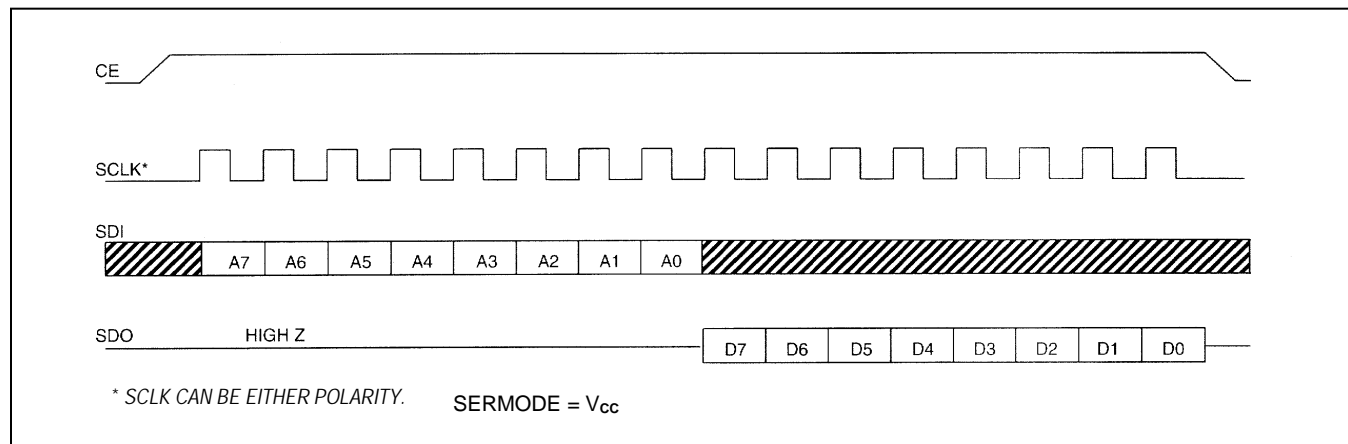 CE
SCLK*
SDI
A7 A6 A5 A4 A3 A2 A1 A0
SDO HIGH Z
D7 D6 D5 D4 D3 D2 D1 D0
* SCLK CAN BE EITHER POLARITY. SERMODE = VCC